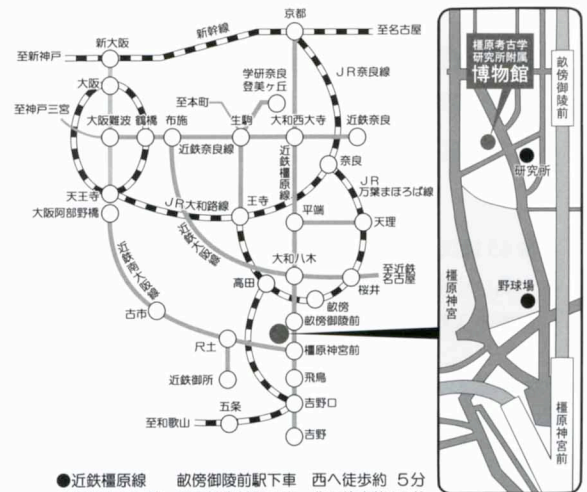 京都
至名古屋
新幹線
至新神戸
新大阪
JR奈良線
大阪
学研奈良
登美ヶ丘
至本町
至神戸三宮
大阪難波
鶴橋
布施
生駒
大和西大寺
近鉄奈良
近鉄奈良線
近鉄橿原線
奈良
JR
万葉まほろば線
天王寺
JR大和路線
王寺
大阪阿部野橋
近鉄大阪線
平端
天理
近鉄南大阪線
大和八木
至近鉄
名古屋
高田
桜井
畝傍
古市
畝傍御陵前
尺土
橿原神宮前
近鉄御所
飛鳥
五条
吉野口
至和歌山
吉野
橿原考古学
研究所附属
博物館
畝傍御陵前
研究所
橿原神宮
野球場
橿原神宮前
●近鉄橿原線 畝傍御陵前駅下車 西へ徒歩約 5分